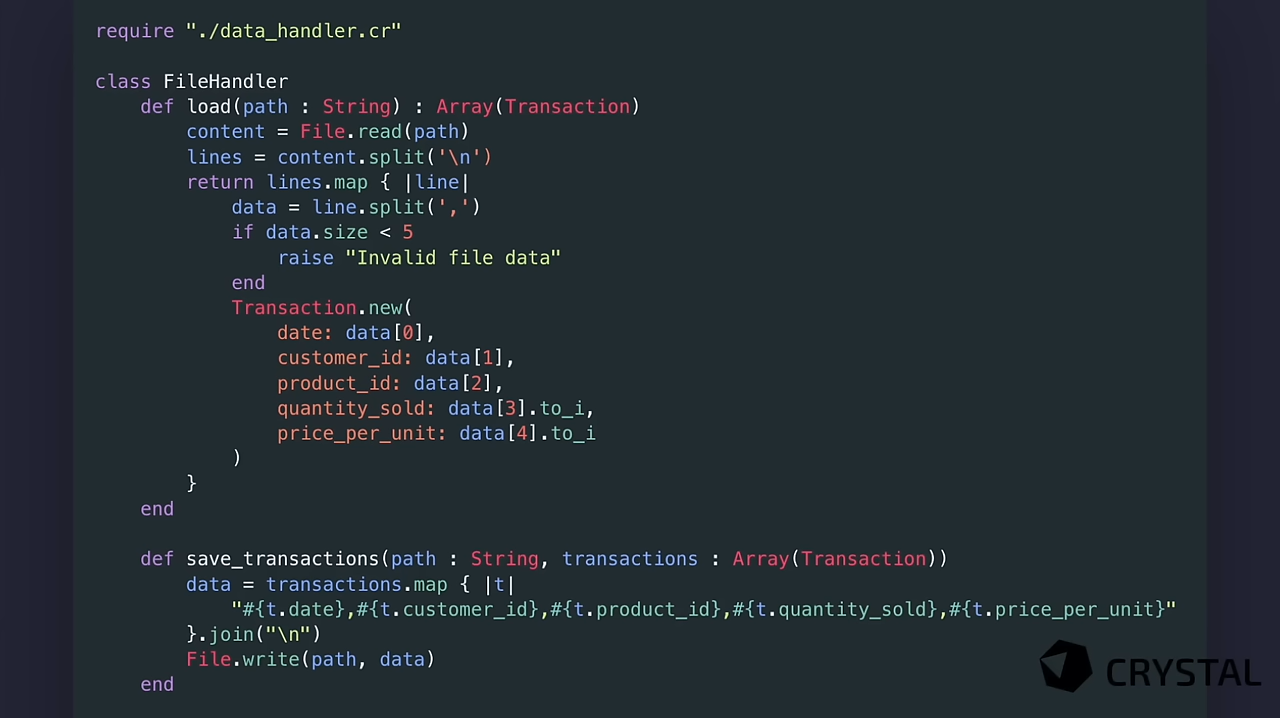 require "./data_handler.cr"
class FileHandler
    def load(path : String) : Array(Transaction)
        content = File.read(path)
        lines = content.split('\n')
        return lines.map { |line|
            data = line.split(',')
            if data.size < 5
                raise "Invalid file data"
            end
            Transaction.new(
                date: data[0],
                customer_id: data[1],
                product_id: data[2],
                quantity_sold: data[3].to_i,
                price_per_unit: data[4].to_i
            )
        }
    end
    def save_transactions(path : String, transactions : Array(Transaction))
        data = transactions.map { |t|
            "#{t.date},#{t.customer_id},#{t.product_id},#{t.quantity_sold},#{t.price_per_unit}"
        }.join("\n")
        File.write(path, data)
    end
CRYSTAL